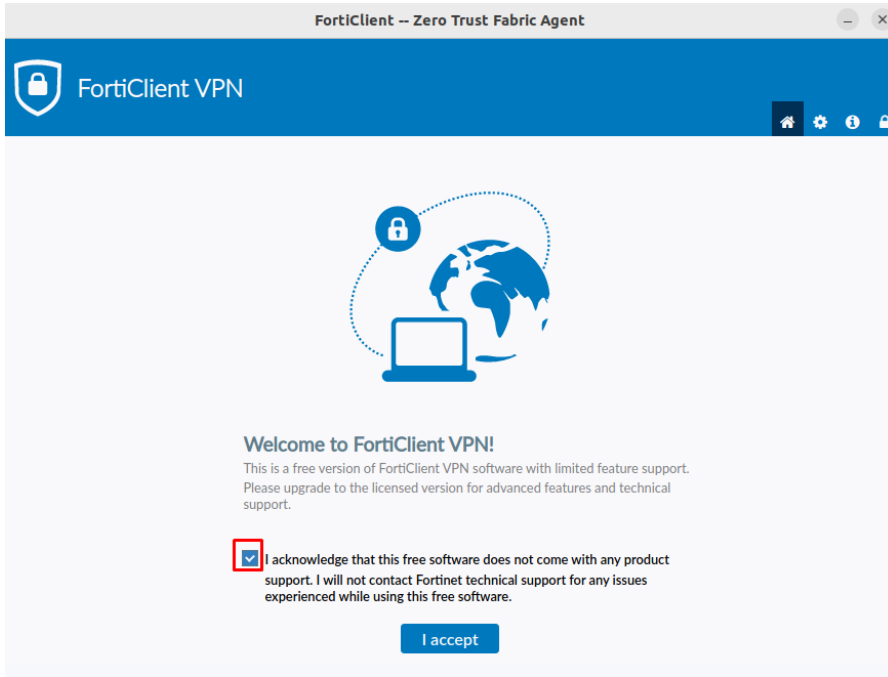 FortiClient -- Zero Trust Fabric Agent
FortiClient VPN
Welcome to FortiClient VPN!
This is a free version of FortiClient VPN software with limited feature support.
Please upgrade to the licensed version for advanced features and technical
support.
I acknowledge that this free software does not come with any product
support. I will not contact Fortinet technical support for any issues
experienced while using this free software.
I accept